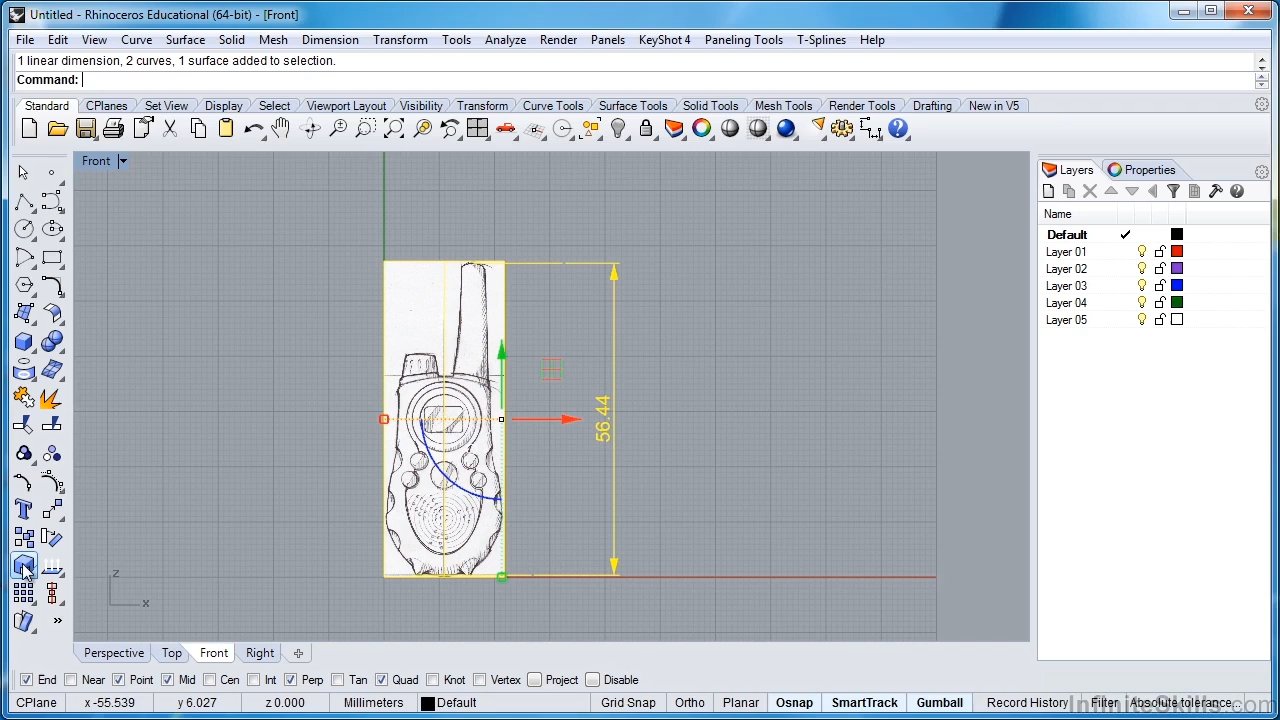 Untitled - Rhinoceros Educational (64-bit) - [Front]
File Edit View Curve Surface Solid Mesh Dimension Transform Tools Analyze Render Panels KeyShot 4 Paneling Tools T-Splines Help
1 linear dimension, 2 curves, 1 surface added to selection.
Command:
Standard CPlanes Set View Display Select Viewport Layout Visibility Transform Curve Tools Surface Tools Solid Tools Mesh Tools Render Tools Drafting New in V5
Front
Layers Properties
Name
Default
Layer 01
Layer 02
Layer 03
Layer 04
Layer 05
56.44
z
x
Perspective Top Front Right
End Near Point Mid Cen Int Perp Tan Quad Knot Vertex Project Disable
CPlane x -55.539 y 6.027 z 0.000 Millimeters Default Grid Snap Ortho Planar Osnap SmartTrack Gumball Record History Filter Absolute tolerance...
InfiniteSkills.com